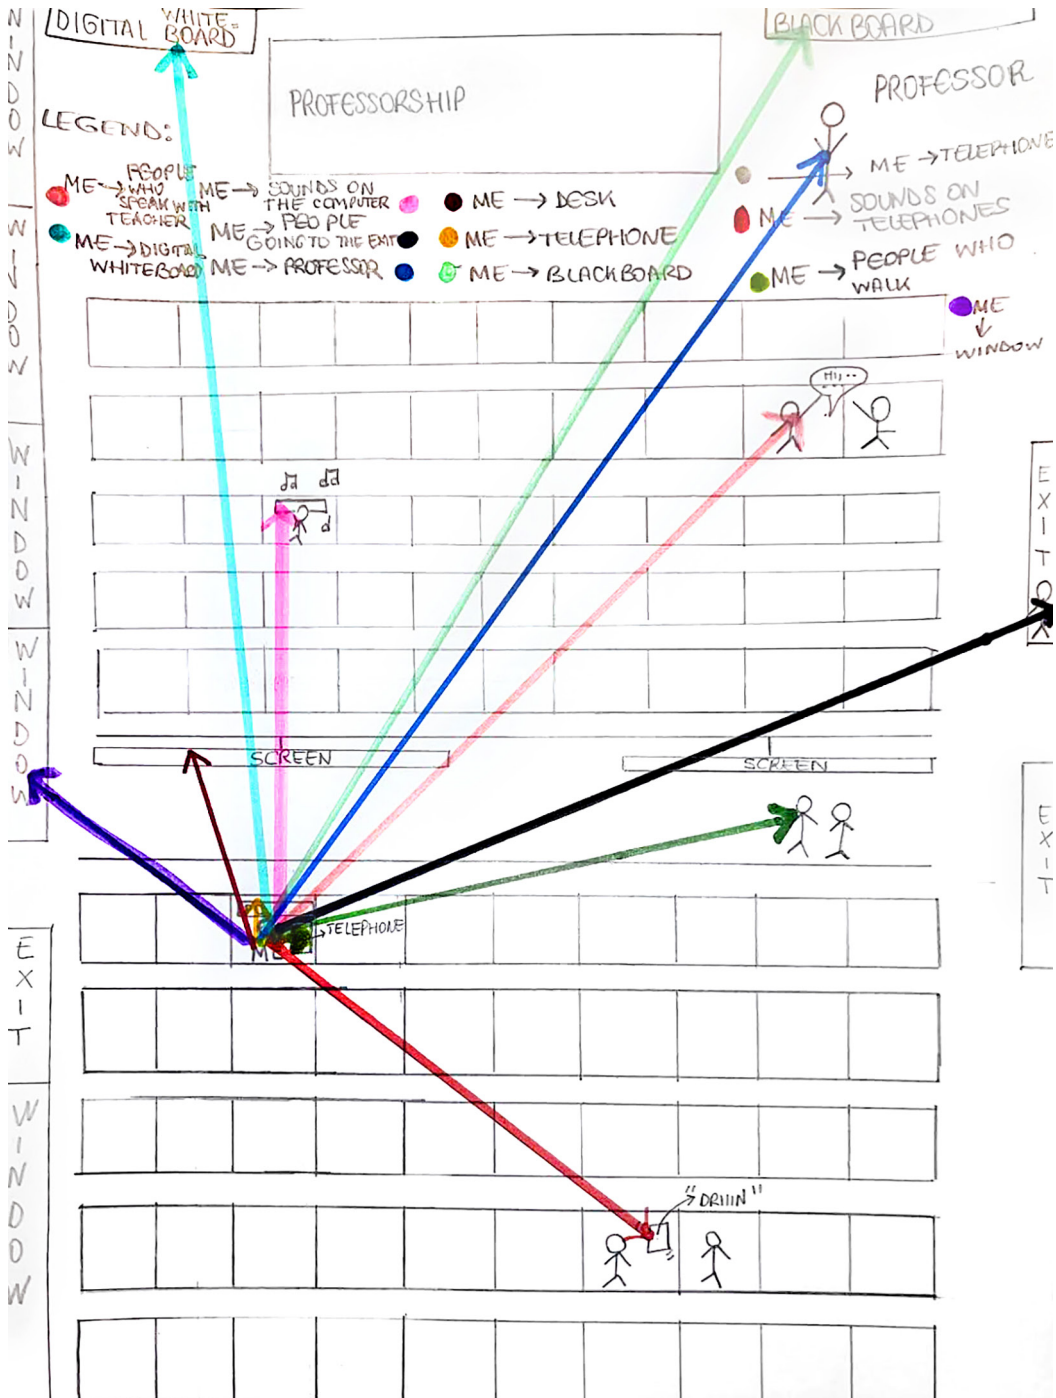 DIGITAL WHITE-
BOARD
BLACKBOARD
PROFESSORSHIP
PROFESSOR
LEGEND:
ME → PEOPLE
WHO
SPEAK WITH
TEACHER
ME → SOUNDS ON
THE COMPUTER
ME → DESK
ME → TELEPHONE
ME → SOUNDS ON
TELEPHONES
ME → DIGITAL
WHITEBOARD
ME → PEOPLE
GOING TO THE EXIT
ME → TELEPHONE
ME → PROFESSOR
ME → BLACKBOARD
ME → PEOPLE WHO
WALK
ME
↓
WINDOW
WINDOW
WINDOW
WINDOW
WINDOW
HI,..
EXIT
SCREEN
SCREEN
EXIT
ME
→TELEPHONE
EXIT
WINDOW
"DRIIIN"